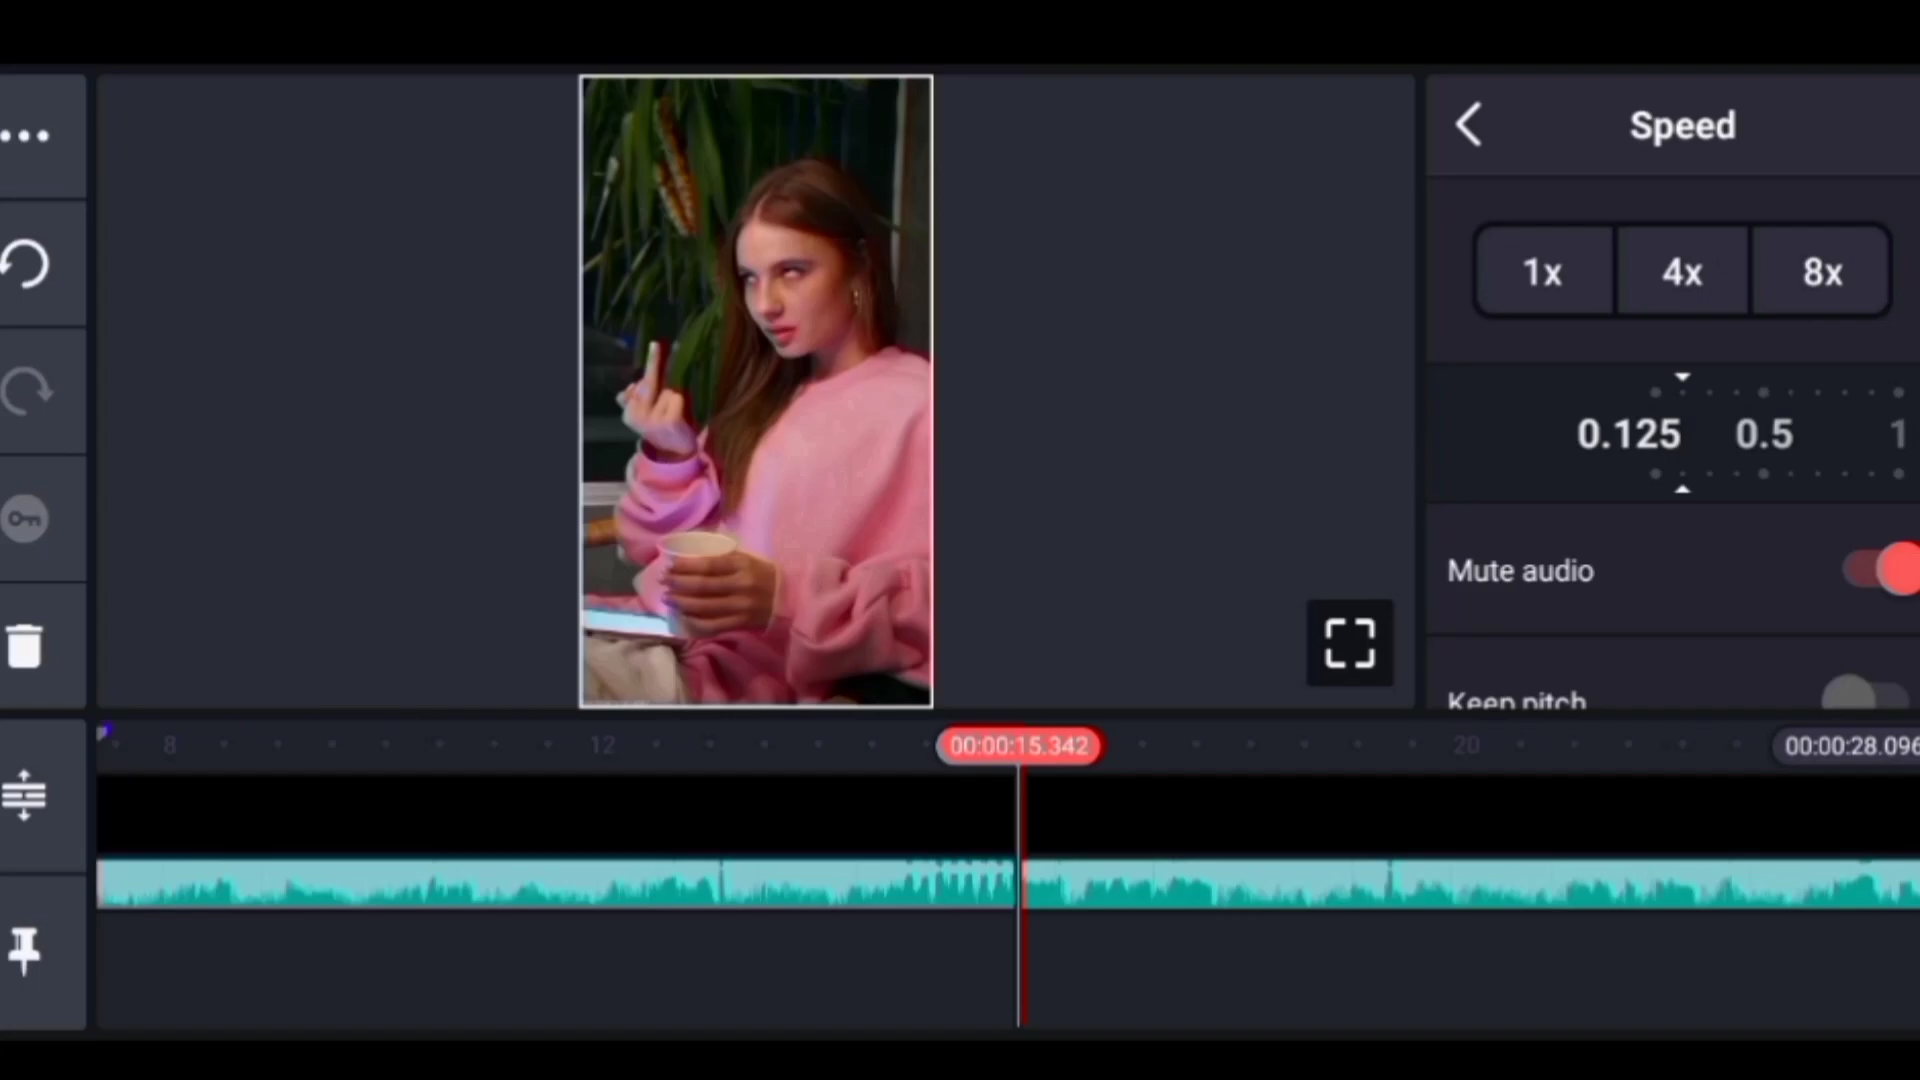 Speed
1x 4x 8x
0.125 0.5 1
Mute audio
Keep pitch
8 12 00:00:15.342 20 00:00:28.096